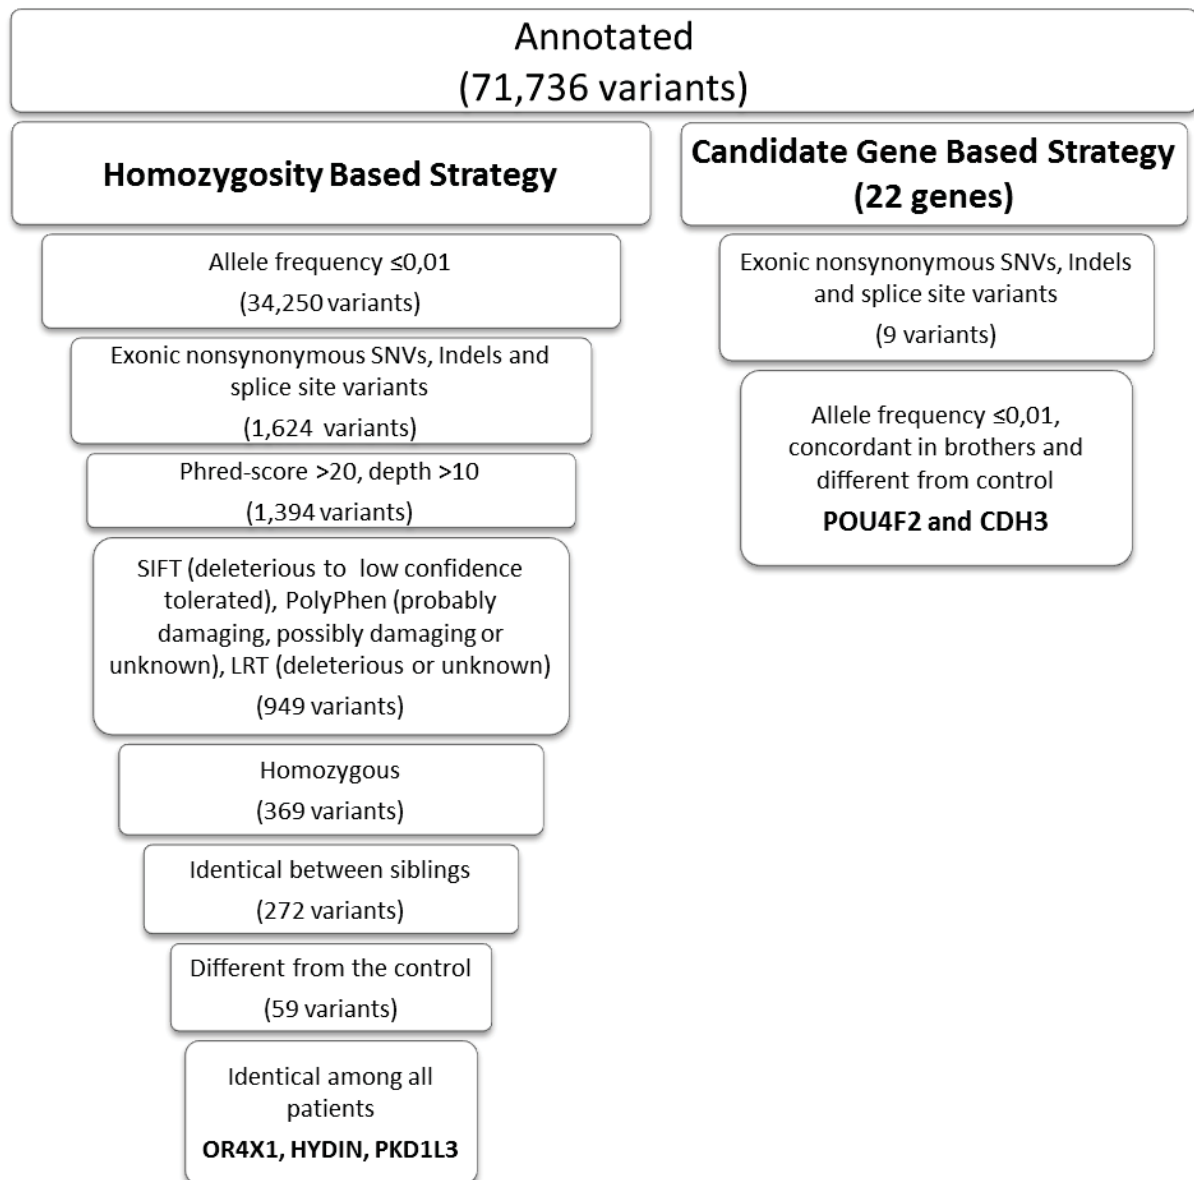 Annotated
(71,736 variants)
Homozygosity Based Strategy
Allele frequency ≤0,01
(34,250 variants)
Exonic nonsynonymous SNVs, Indels and
splice site variants
(1,624 variants)
Phred-score >20, depth >10
(1,394 variants)
SIFT (deleterious to low confidence
tolerated), PolyPhen (probably
damaging, possibly damaging or
unknown), LRT (deleterious or unknown)
(949 variants)
Homozygous
(369 variants)
Identical between siblings
(272 variants)
Different from the control
(59 variants)
Identical among all
patients
OR4X1, HYDIN, PKD1L3
Candidate Gene Based Strategy
(22 genes)
Exonic nonsynonymous SNVs, Indels
and splice site variants
(9 variants)
Allele frequency ≤0,01,
concordant in brothers and
different from control
POU4F2 and CDH3